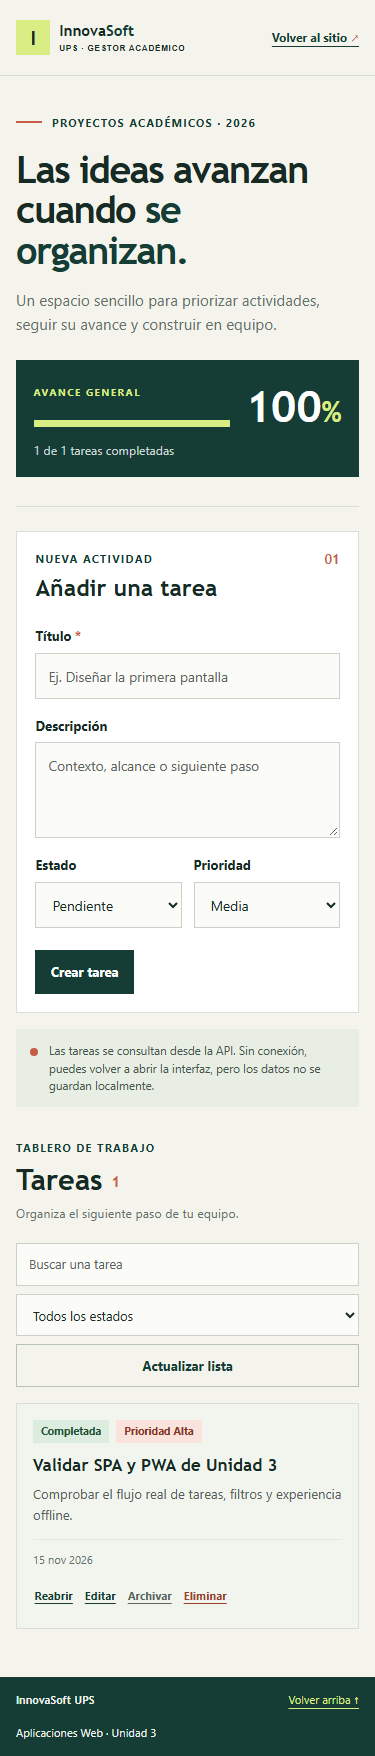 I
InnovaSoft
UPS · GESTOR ACADÉMICO
Volver al sitio ↗
PROYECTOS ACADÉMICOS · 2026
Las ideas avanzan
cuando se
organizan.
Un espacio sencillo para priorizar actividades,
seguir su avance y construir en equipo.
AVANCE GENERAL
100%
1 de 1 tareas completadas
NUEVA ACTIVIDAD
01
Añadir una tarea
Título *
Ej. Diseñar la primera pantalla
Descripción
Contexto, alcance o siguiente paso
Estado
Prioridad
Pendiente
Media
Crear tarea
Las tareas se consultan desde la API. Sin conexión,
puedes volver a abrir la interfaz, pero los datos no se
guardan localmente.
TABLERO DE TRABAJO
Tareas 1
Organiza el siguiente paso de tu equipo.
Buscar una tarea
Todos los estados
Actualizar lista
Completada
Prioridad Alta
Validar SPA y PWA de Unidad 3
Comprobar el flujo real de tareas, filtros y experiencia
offline.
15 nov 2026
Reabrir Editar Archivar Eliminar
InnovaSoft UPS
Volver arriba ↑
Aplicaciones Web · Unidad 3